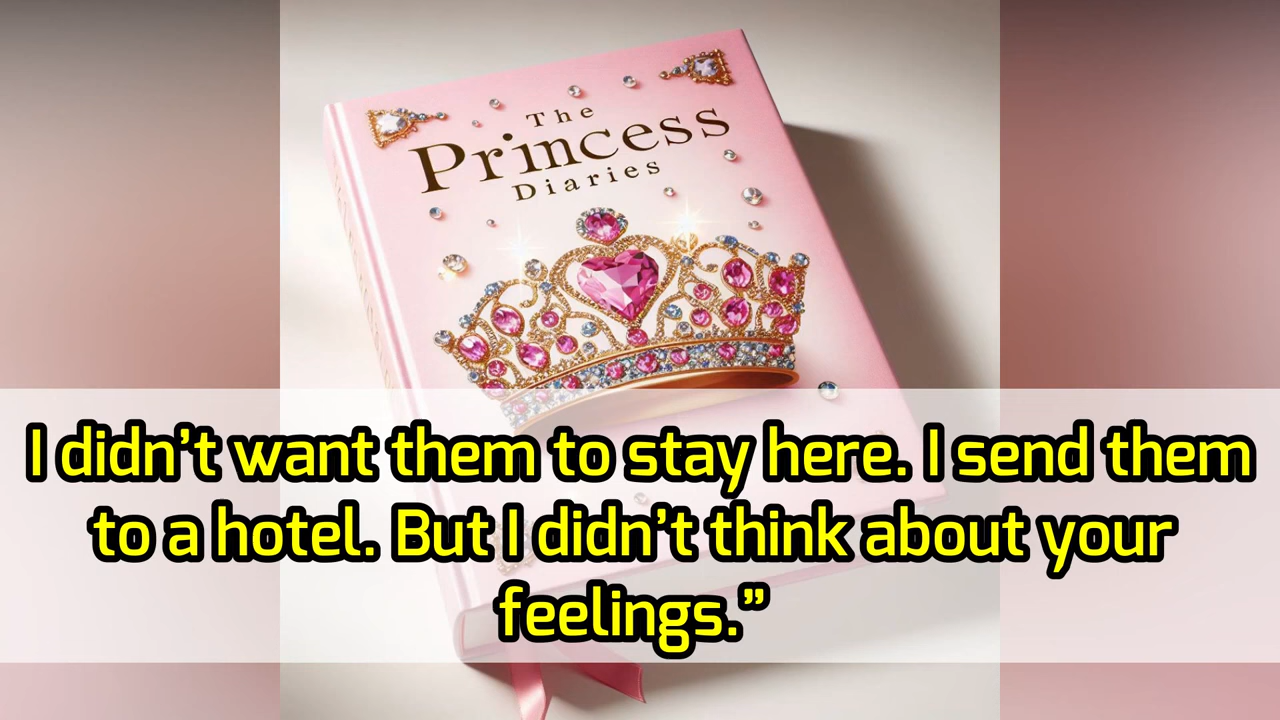 The
Princess
Diaries
I didn’t want them to stay here. I send them
to a hotel. But I didn’t think about your
feelings.”